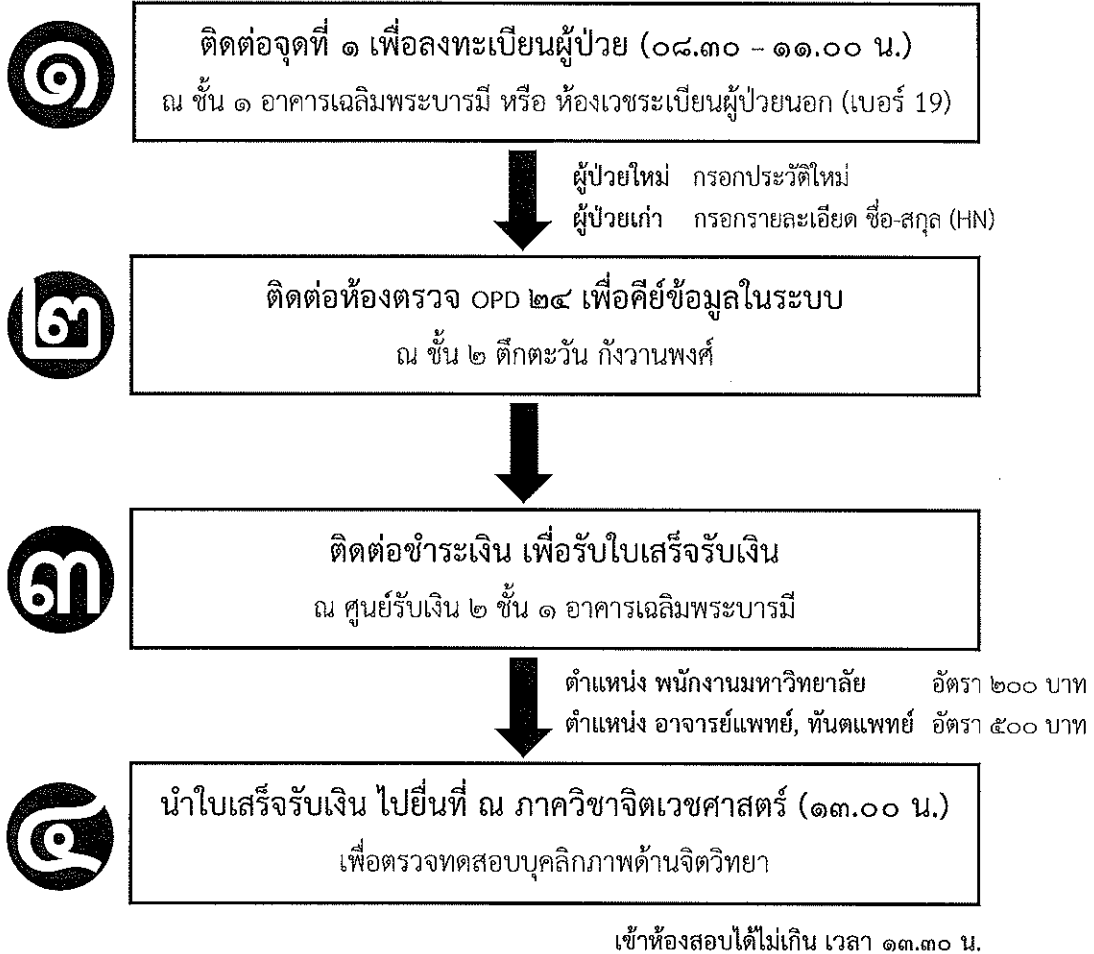 ๑
ติดต่อจุดที่ ๑ เพื่อลงทะเบียนผู้ป่วย (๐๘.๓๐ - ๑๑.๐๐ น.)
ณ ชั้น ๑ อาคารเฉลิมพระบารมี หรือ ห้องเวชระเบียนผู้ป่วยนอก (เบอร์ 19)
ผู้ป่วยใหม่ กรอกประวัติใหม่
ผู้ป่วยเก่า กรอกรายละเอียด ชื่อ-สกุล (HN)
๒
ติดต่อห้องตรวจ OPD ๒๔ เพื่อคีย์ข้อมูลในระบบ
ณ ชั้น ๒ ตึกตะวัน กังวานพงศ์
๓
ติดต่อชำระเงิน เพื่อรับใบเสร็จรับเงิน
ณ ศูนย์รับเงิน ๒ ชั้น ๑ อาคารเฉลิมพระบารมี
ตำแหน่ง พนักงานมหาวิทยาลัย อัตรา ๒๐๐ บาท
ตำแหน่ง อาจารย์แพทย์, ทันตแพทย์ อัตรา ๕๐๐ บาท
๔
นำใบเสร็จรับเงิน ไปยื่นที่ ณ ภาควิชาจิตเวชศาสตร์ (๑๓.๐๐ น.)
เพื่อตรวจทดสอบบุคลิกภาพด้านจิตวิทยา
เข้าห้องสอบได้ไม่เกิน เวลา ๑๓.๓๐ น.